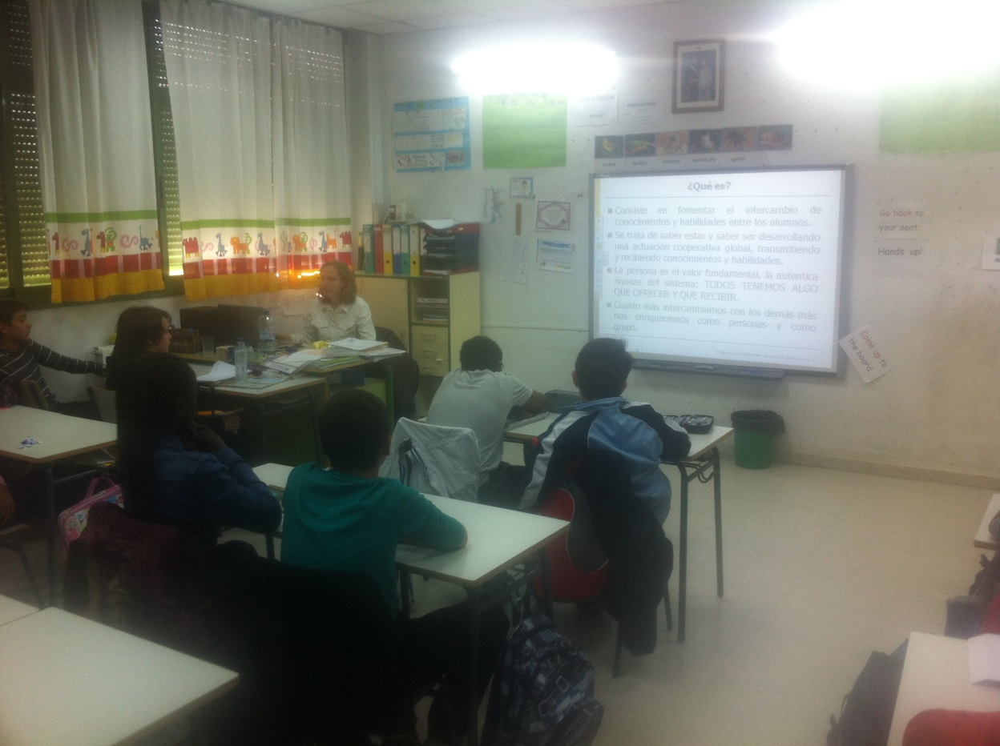 ¿Qué es?
Consiste en fomentar el intercambio de
conocimientos y habilidades entre los alumnos.
Se trata de saber estar y saber ser desarrollando
una actuación cooperativa global, transmitiendo
y recibiendo conocimientos y habilidades.
La persona es el valor fundamental, la autentica
riqueza del sistema: TODOS TENEMOS ALGO
QUE OFRECER Y QUE RECIBIR.
Cuanto más intercambiamos con los demás más
nos enriquecemos como personas y como
grupo.
Go back to
your seat.
Hands up!
Come up to
the board